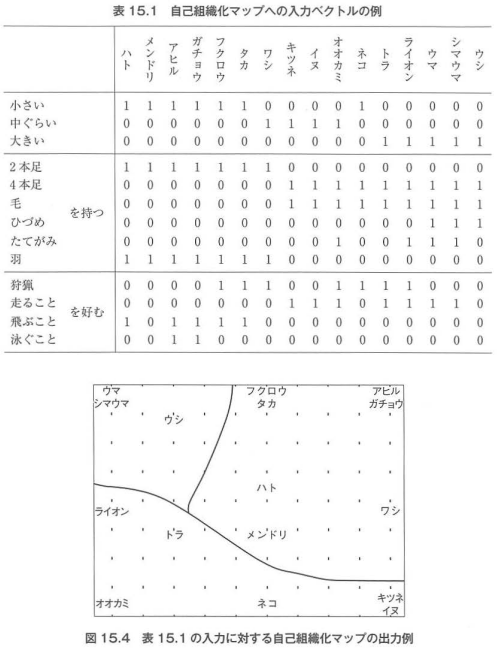 表 15.1 自己組織化マップへの入力ベクトルの例
ハト メンドリ アヒル ガチョウ フクロウ タカ ワシ キツネ イヌ オオカミ ネコ トラ ライオン ウマ シマウマ ウシ
小さい 1 1 1 1 1 1 0 0 0 0 1 0 0 0 0 0
中ぐらい 0 0 0 0 0 0 1 1 1 1 0 0 0 0 0 0
大きい 0 0 0 0 0 0 0 0 0 0 0 1 1 1 1 1
2本足 1 1 1 1 1 1 1 0 0 0 0 0 0 0 0 0
4本足 0 0 0 0 0 0 0 1 1 1 1 1 1 1 1 1
毛 を持つ 0 0 0 0 0 0 0 1 1 1 1 1 1 1 1 1
ひづめ 0 0 0 0 0 0 0 0 0 0 0 0 0 1 1 1
たてがみ 0 0 0 0 0 0 0 0 0 1 0 0 1 1 1 0
羽 1 1 1 1 1 1 1 0 0 0 0 0 0 0 0 0
狩猟 0 0 0 0 1 1 1 0 0 1 1 1 1 0 0 0
走ること を好む 0 0 0 0 0 0 0 1 1 1 0 1 1 1 1 0
飛ぶこと 1 0 1 1 1 1 0 0 0 0 0 0 0 0 0 0
泳ぐこと 0 0 1 1 0 0 0 0 0 0 0 0 0 0 0 0
ウマ フクロウ アヒル
シマウマ タカ ガチョウ
ウシ
ハト
ライオン ワシ
トラ メンドリ
オオカミ ネコ キツネ
イヌ
図 15.4 表 15.1 の入力に対する自己組織化マップの出力例